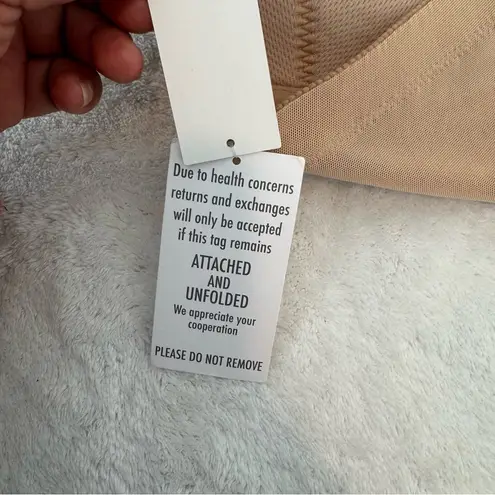 Due to health concerns
returns and exchanges
will only be accepted
if this tag remains
ATTACHED
AND
UNFOLDED
We appreciate your
cooperation
PLEASE DO NOT REMOVE